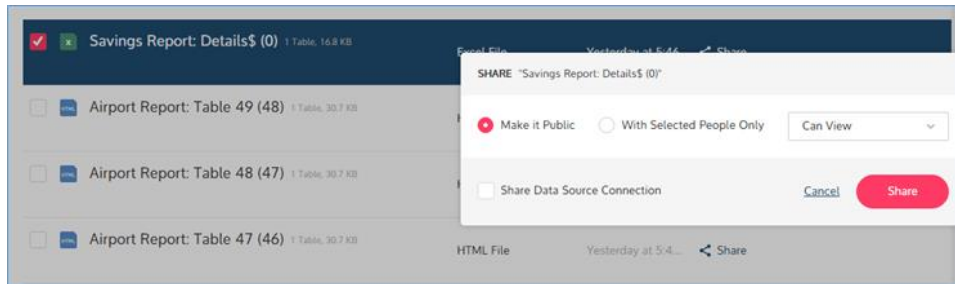 Savings Report: Details$ (0) 1 Table, 16.8 KB
Excel File Yesterday at 5:46 Share
SHARE "Savings Report: Details$ (0)"
Airport Report: Table 49 (48) 1 Table, 30.7 KB
Make it Public With Selected People Only Can View
Airport Report: Table 48 (47) 1 Table, 30.7 KB
Share Data Source Connection Cancel Share
Airport Report: Table 47 (46) 1 Table, 30.7 KB
HTML File Yesterday at 5:4... Share